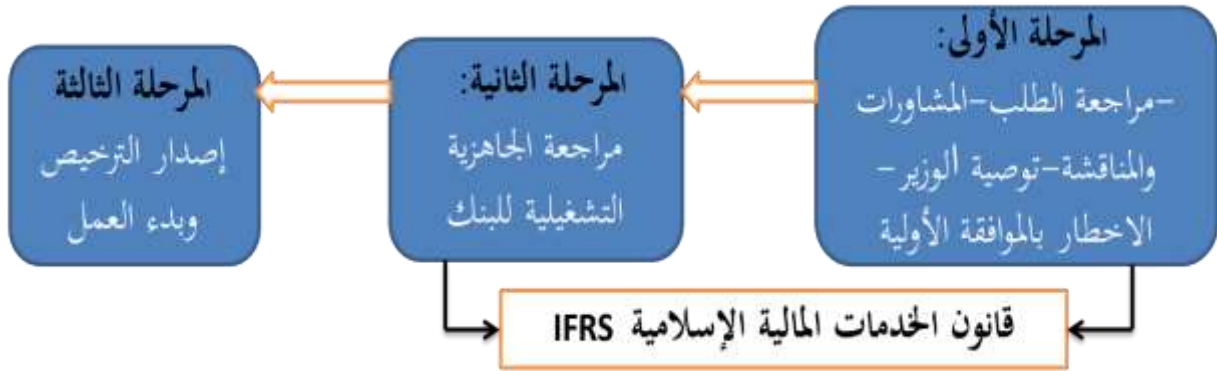 المرحلة الأولى:
-مراجعة الطلب-المشاورات
والمناقشة-توصية ألوزير-
الاخطار بالموافقة الأولية
المرحلة الثانية:
مراجعة الجاهزية
التشغيلية للبنك
المرحلة الثالثة
إصدار الترخيص
وبدء العمل
قانون الخدمات المالية الإسلامية IFRS